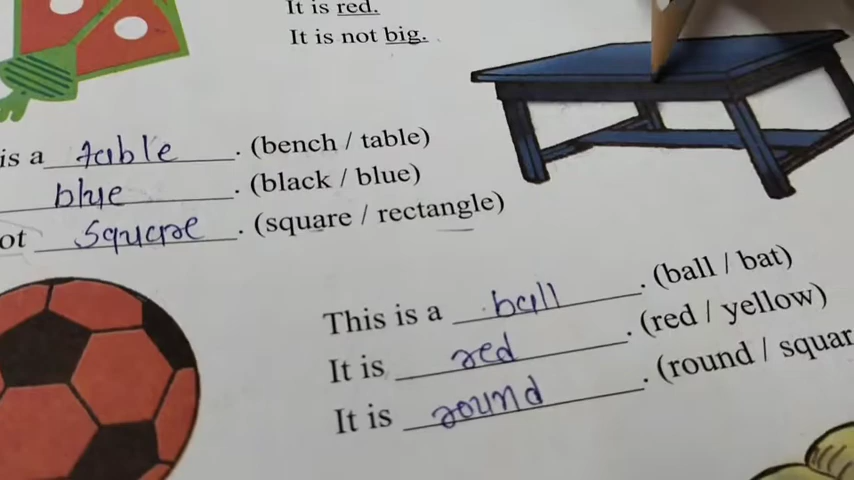 It is red.
It is not big.
is a table. (bench / table)
blue. (black / blue)
ot square. (square / rectangle)
This is a ball. (ball / bat)
It is red. (red / yellow)
It is round. (round / squar